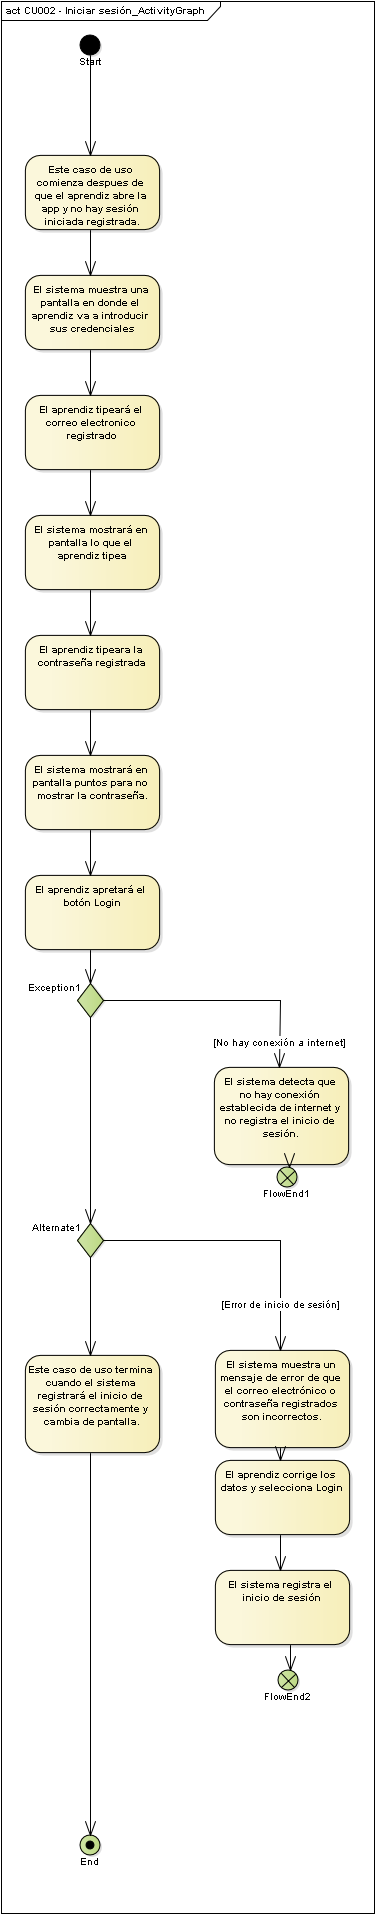 act CU002 - Iniciar sesión_ActivityGraph
Start
Este caso de uso
comienza despues de
que el aprendiz abre la
app y no hay sesión
iniciada registrada.
El sistema muestra una
pantalla en donde el
aprendiz va a introducir
sus credenciales
El aprendiz tipeará el
correo electronico
registrado
El sistema mostrará en
pantalla lo que el
aprendiz tipea
El aprendiz tipeara la
contraseña registrada
El sistema mostrará en
pantalla puntos para no
mostrar la contraseña.
El aprendiz apretará el
botón Login
Exception1
[No hay conexión a internet]
El sistema detecta que
no hay conexión
establecida de internet y
no registra el inicio de
sesión.
FlowEnd1
Alternate1
[Error de inicio de sesión]
Este caso de uso termina
cuando el sistema
registrará el inicio de
sesión correctamente y
cambia de pantalla.
El sistema muestra un
mensaje de error de que
el correo electrónico o
contraseña registrados
son incorrectos.
El aprendiz corrige los
datos y selecciona Login
El sistema registra el
inicio de sesión
FlowEnd2
End